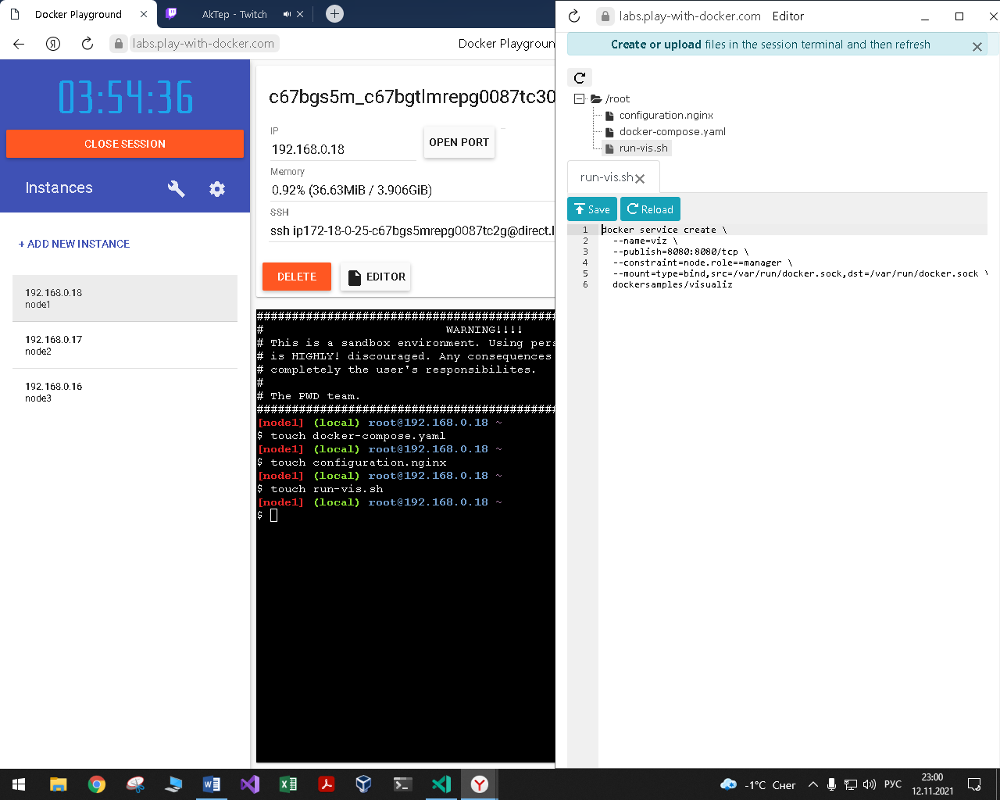 Docker Playground
AkTep - Twitch
labs.play-with-docker.com
Docker Playgroun
03:54:36
CLOSE SESSION
Instances
+ ADD NEW INSTANCE
192.168.0.18
node1
192.168.0.17
node2
192.168.0.16
node3
c67bgs5m_c67bgtlmrepg0087tc30
IP
192.168.0.18
OPEN PORT
Memory
0.92% (36.63MiB / 3.906GiB)
SSH
ssh ip172-18-0-25-c67bgs5mrepg0087tc2g@direct.l
DELETE
EDITOR
###########################################
# WARNING!!!!
# This is a sandbox environment. Using pers
# is HIGHLY! discouraged. Any consequences
# completely the user's responsibilites.
#
# The PWD team.
###########################################
[node1] (local) root@192.168.0.18 ~
$ touch docker-compose.yaml
[node1] (local) root@192.168.0.18 ~
$ touch configuration.nginx
[node1] (local) root@192.168.0.18 ~
$ touch run-vis.sh
[node1] (local) root@192.168.0.18 ~
$
labs.play-with-docker.com Editor
Create or upload files in the session terminal and then refresh
/root
configuration.nginx
docker-compose.yaml
run-vis.sh
run-vis.sh
Save
Reload
1 docker service create \
2 --name=viz \
3 --publish=8080:8080/tcp \
4 --constraint=node.role==manager \
5 --mount=type=bind,src=/var/run/docker.sock,dst=/var/run/docker.sock \
6 dockersamples/visualiz
-1°C Снег
РУС
23:00
12.11.2021